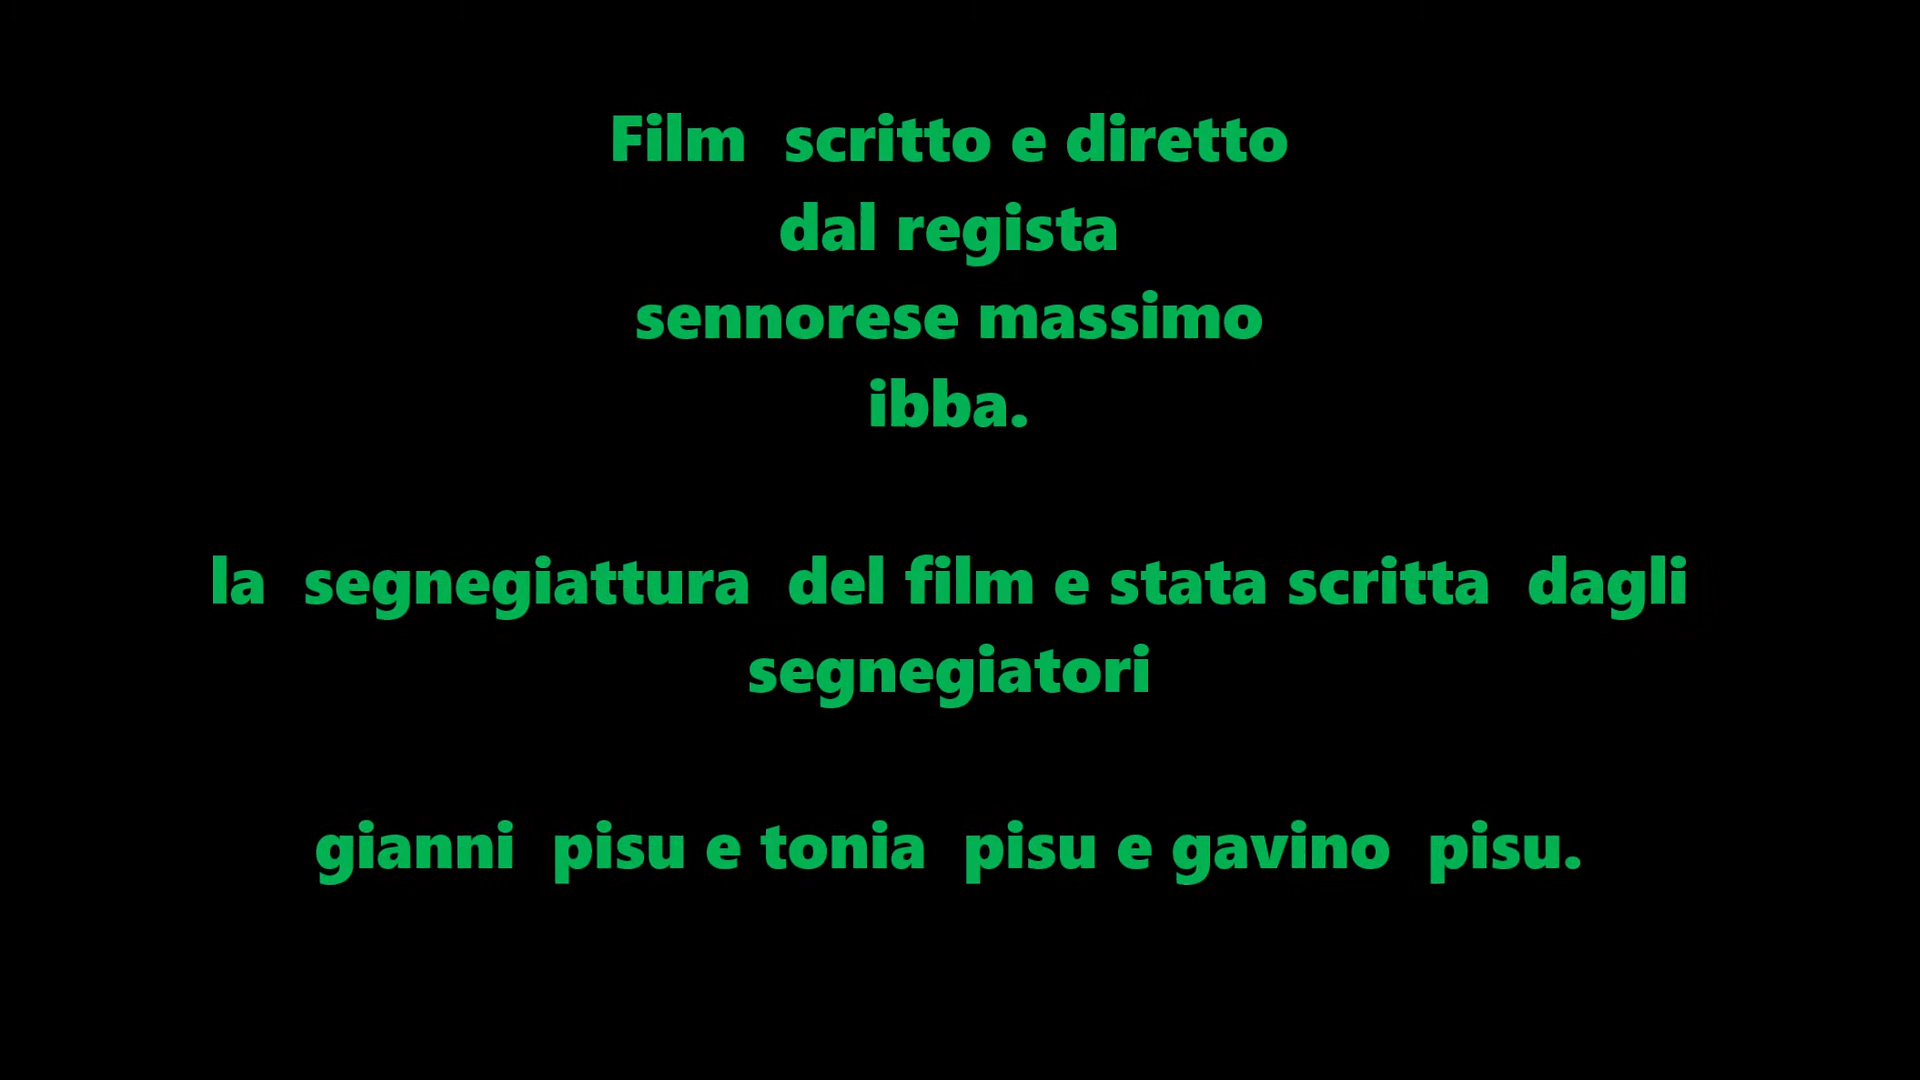 Film  scritto e diretto
dal regista
sennorese massimo
ibba.
la  segnegiattura  del film e stata scritta  dagli
segnegiatori
gianni  pisu e tonia  pisu e gavino  pisu.